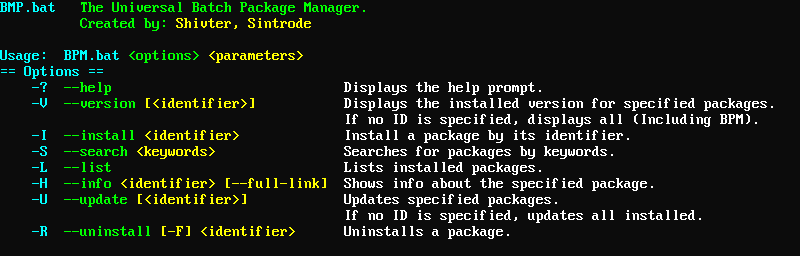 BMP.bat   The Universal Batch Package Manager.
          Created by: Shivter, Sintrode
Usage:  BPM.bat <options> <parameters>
== Options ==
    -?  --help                             Displays the help prompt.
    -V  --version [<identifier>]           Displays the installed version for specified packages.
                                           If no ID is specified, displays all (Including BPM).
    -I  --install <identifier>             Install a package by its identifier.
    -S  --search <keywords>                Searches for packages by keywords.
    -L  --list                             Lists installed packages.
    -H  --info <identifier> [--full-link]  Shows info about the specified package.
    -U  --update [<identifier>]            Updates specified packages.
                                           If no ID is specified, updates all installed.
    -R  --uninstall [-F] <identifier>      Uninstalls a package.